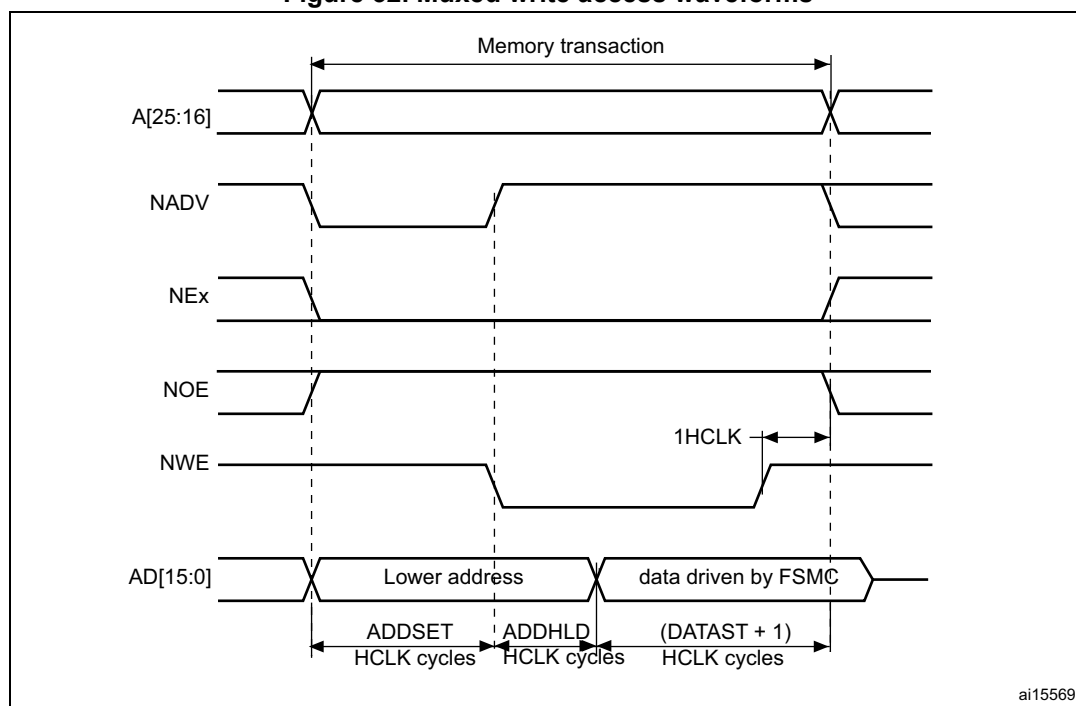 Memory transaction
A[25:16]
NADV
NEx
NOE
1HCLK
NWE
AD[15:0]
Lower address
data driven by FSMC
ADDSET
ADDHLD
(DATAST + 1)
HCLK cycles
HCLK cycles
HCLK cycles
ai15569